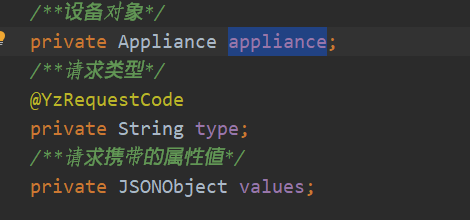 /**设备对象*/
private Appliance appliance;
/**请求类型*/
@YzRequestCode
private String type;
/**请求携带的属性值*/
private JSONObject values;